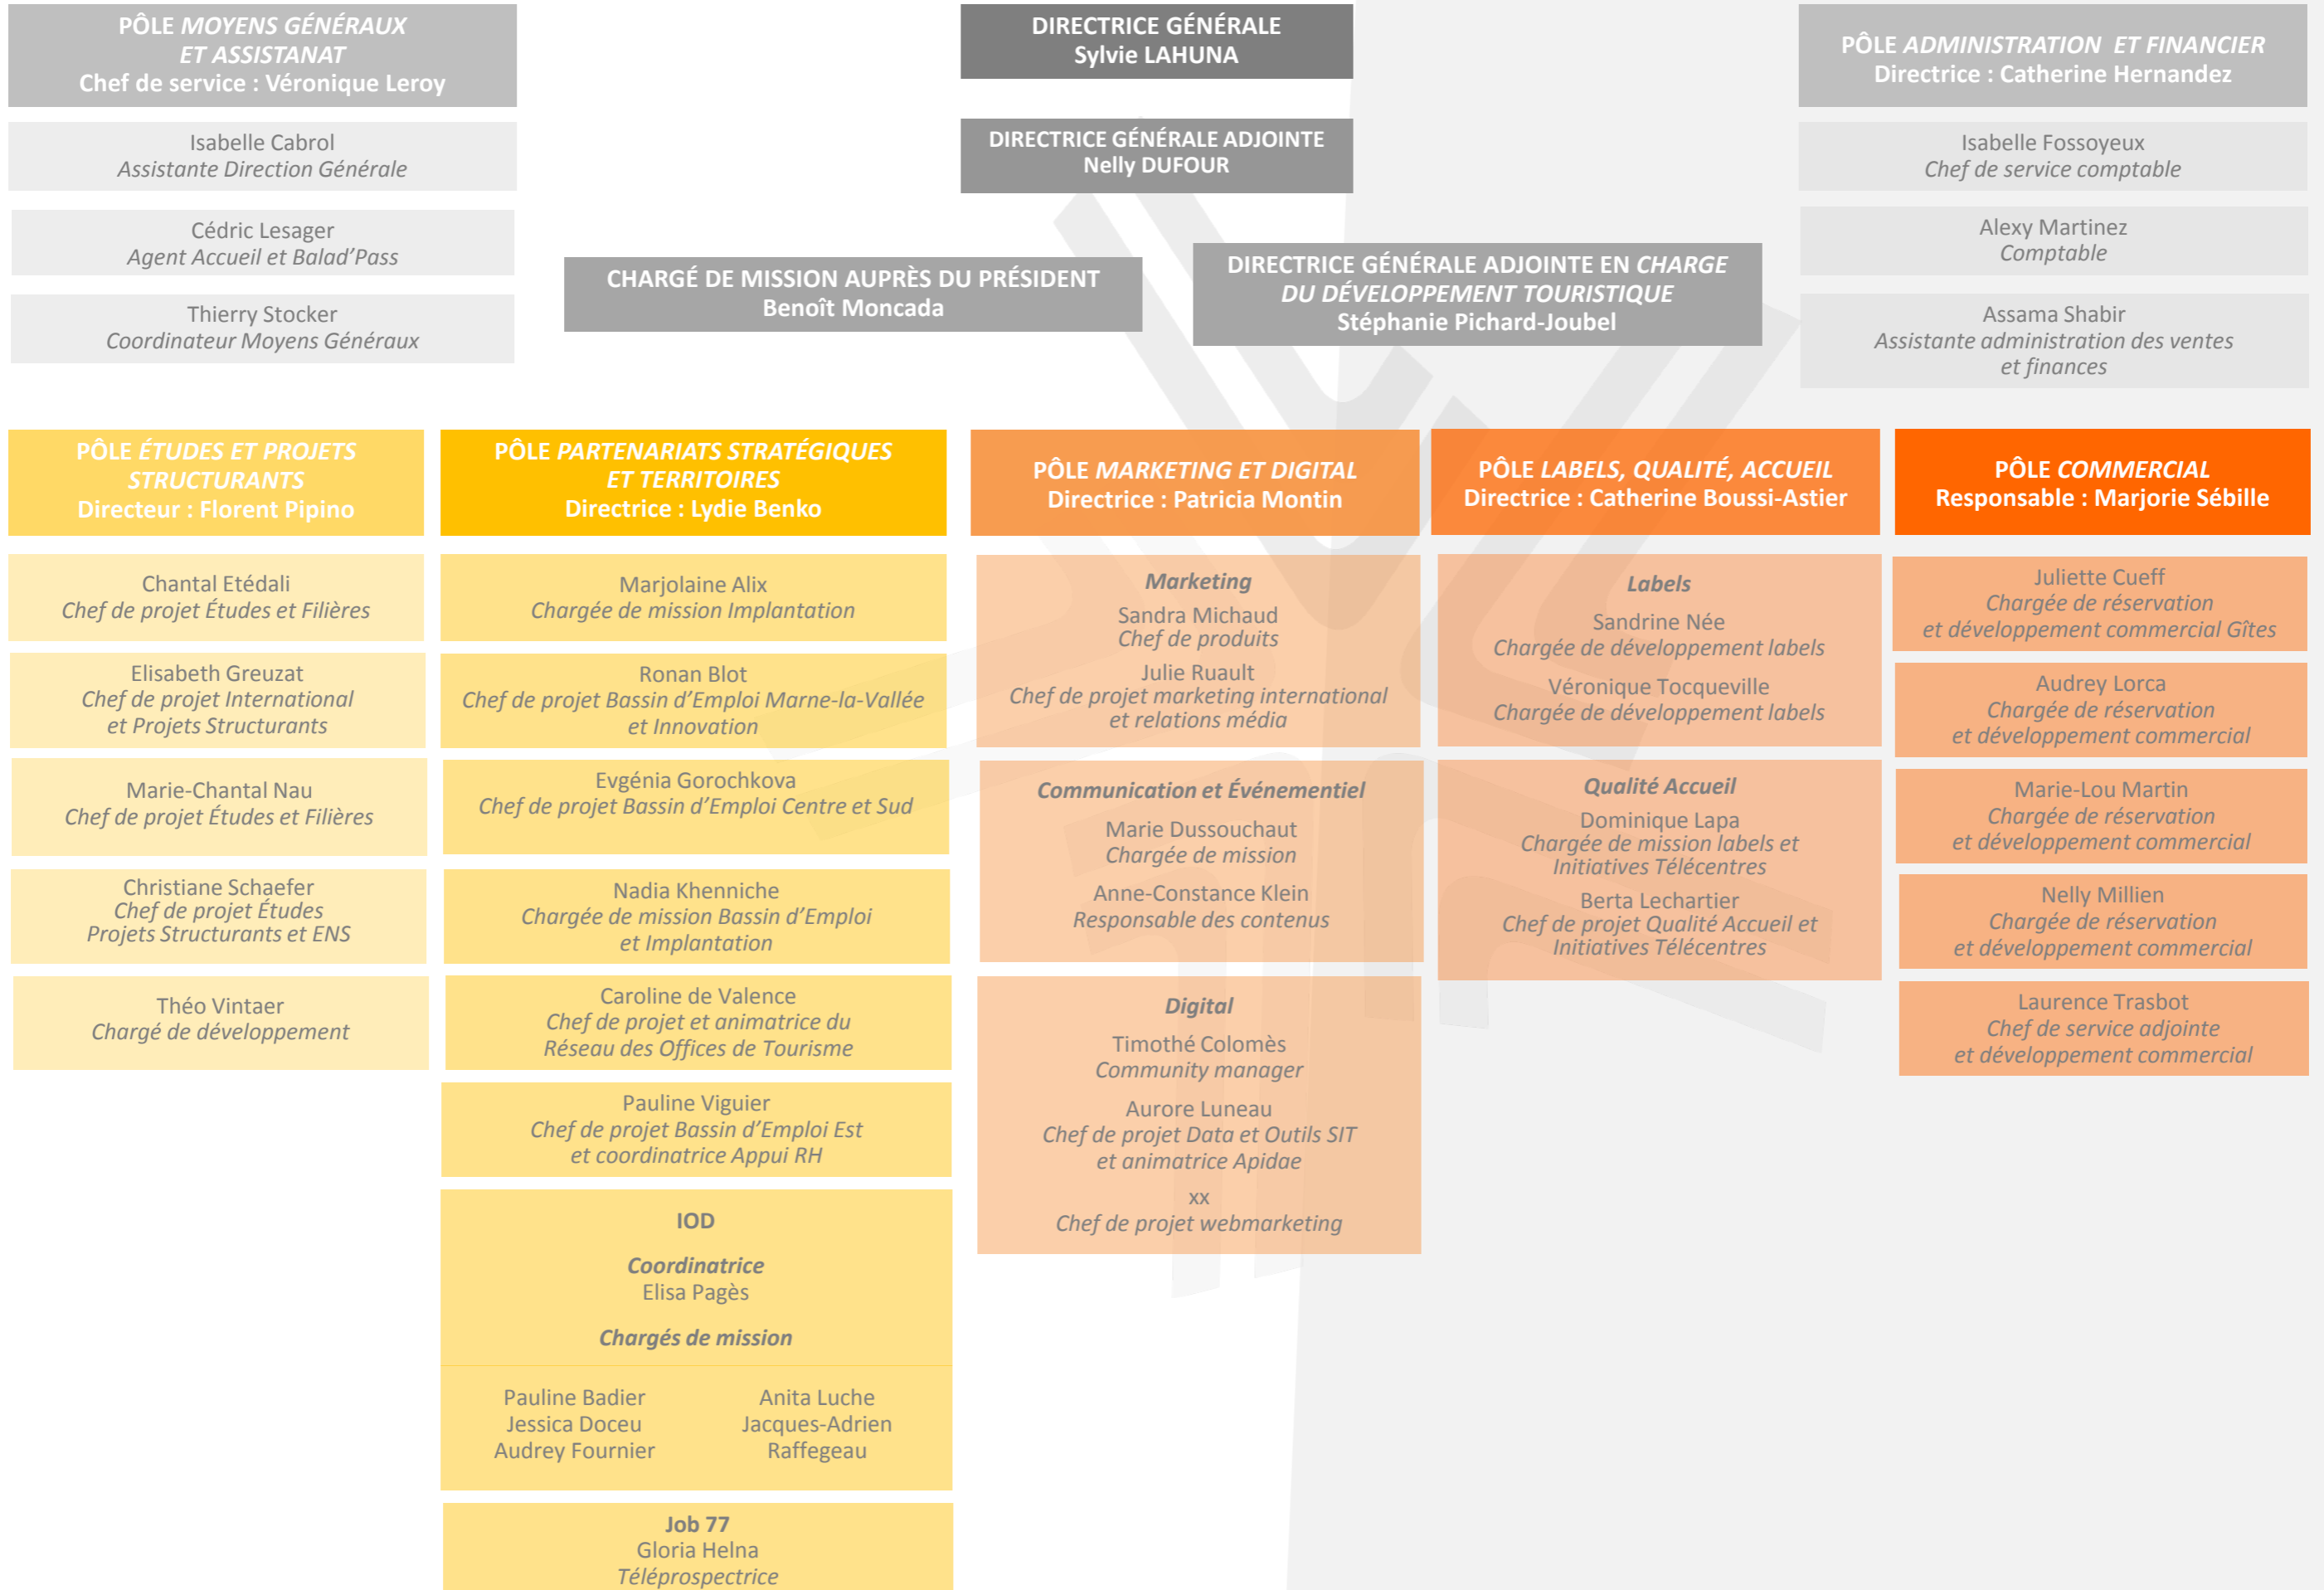 PÔLE MOYENS GÉNÉRAUX
ET ASSISTANAT
Chef de service : Véronique Leroy
Isabelle Cabrol
Assistante Direction Générale
Cédric Lesager
Agent Accueil et Balad’Pass
Thierry Stocker
Coordinateur Moyens Généraux
DIRECTRICE GÉNÉRALE
Sylvie LAHUNA
DIRECTRICE GÉNÉRALE ADJOINTE
Nelly DUFOUR
CHARGÉ DE MISSION AUPRÈS DU PRÉSIDENT
Benoît Moncada
DIRECTRICE GÉNÉRALE ADJOINTE EN CHARGE
DU DÉVELOPPEMENT TOURISTIQUE
Stéphanie Pichard-Joubel
PÔLE ADMINISTRATION ET FINANCIER
Directrice : Catherine Hernandez
Isabelle Fossoyeux
Chef de service comptable
Alexy Martinez
Comptable
Assama Shabir
Assistante administration des ventes
et finances
PÔLE ÉTUDES ET PROJETS
STRUCTURANTS
Directeur : Florent Pipino
Chantal Etédali
Chef de projet Études et Filières
Elisabeth Greuzat
Chef de projet International
et Projets Structurants
Marie-Chantal Nau
Chef de projet Études et Filières
Christiane Schaefer
Chef de projet Études
Projets Structurants et ENS
Théo Vintaer
Chargé de développement
PÔLE PARTENARIATS STRATÉGIQUES
ET TERRITOIRES
Directrice : Lydie Benko
Marjolaine Alix
Chargée de mission Implantation
Ronan Blot
Chef de projet Bassin d’Emploi Marne-la-Vallée
et Innovation
Evgénia Gorochkova
Chef de projet Bassin d’Emploi Centre et Sud
Nadia Khenniche
Chargée de mission Bassin d’Emploi
et Implantation
Caroline de Valence
Chef de projet et animatrice du
Réseau des Offices de Tourisme
Pauline Viguier
Chef de projet Bassin d’Emploi Est
et coordinatrice Appui RH
IOD
Coordinatrice
Elisa Pagès
Chargés de mission
Pauline Badier
Jessica Doceu
Audrey Fournier
Anita Luche
Jacques-Adrien
Raffegeau
Job 77
Gloria Helna
Téléprospectrice
PÔLE MARKETING ET DIGITAL
Directrice : Patricia Montin
Marketing
Sandra Michaud
Chef de produits
Julie Ruault
Chef de projet marketing international
et relations média
Communication et Événementiel
Marie Dussouchaut
Chargée de mission
Anne-Constance Klein
Responsable des contenus
Digital
Timothé Colomès
Community manager
Aurore Luneau
Chef de projet Data et Outils SIT
et animatrice Apidae
xx
Chef de projet webmarketing
PÔLE LABELS, QUALITÉ, ACCUEIL
Directrice : Catherine Boussi-Astier
Labels
Sandrine Née
Chargée de développement labels
Véronique Tocqueville
Chargée de développement labels
Qualité Accueil
Dominique Lapa
Chargée de mission labels et
Initiatives Télécentres
Berta Lechartier
Chef de projet Qualité Accueil et
Initiatives Télécentres
PÔLE COMMERCIAL
Responsable : Marjorie Sébille
Juliette Cueff
Chargée de réservation
et développement commercial Gîtes
Audrey Lorca
Chargée de réservation
et développement commercial
Marie-Lou Martin
Chargée de réservation
et développement commercial
Nelly Millien
Chargée de réservation
et développement commercial
Laurence Trasbot
Chef de service adjointe
et développement commercial